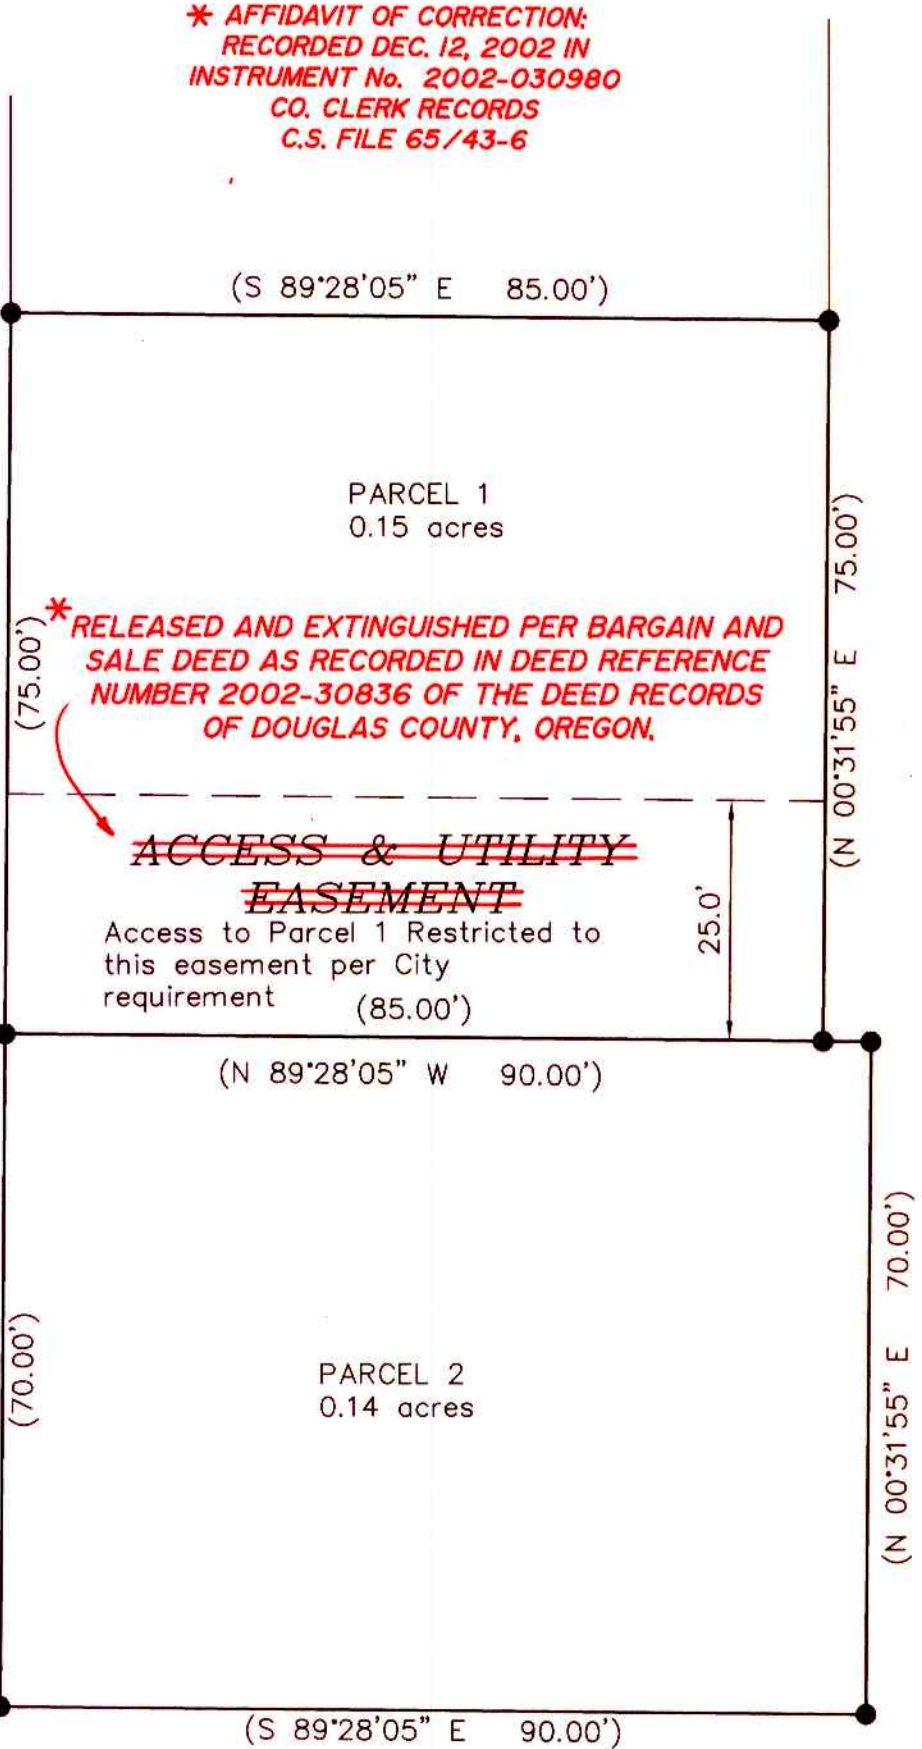 * AFFIDAVIT OF CORRECTION:
RECORDED DEC. 12, 2002 IN
INSTRUMENT No. 2002-030980
CO. CLERK RECORDS
C.S. FILE 65/43-6
(S 89°28'05" E 85.00')
PARCEL 1
0.15 acres
(N 00°31'55" E 75.00')
(75.00')
* RELEASED AND EXTINGUISHED PER BARGAIN AND
SALE DEED AS RECORDED IN DEED REFERENCE
NUMBER 2002-30836 OF THE DEED RECORDS
OF DOUGLAS COUNTY, OREGON.
ACCESS & UTILITY
EASEMENT
25.0'
Access to Parcel 1 Restricted to
this easement per City
requirement
(85.00')
(N 89°28'05" W 90.00')
(70.00')
PARCEL 2
0.14 acres
(N 00°31'55" E 70.00')
(S 89°28'05" E 90.00')